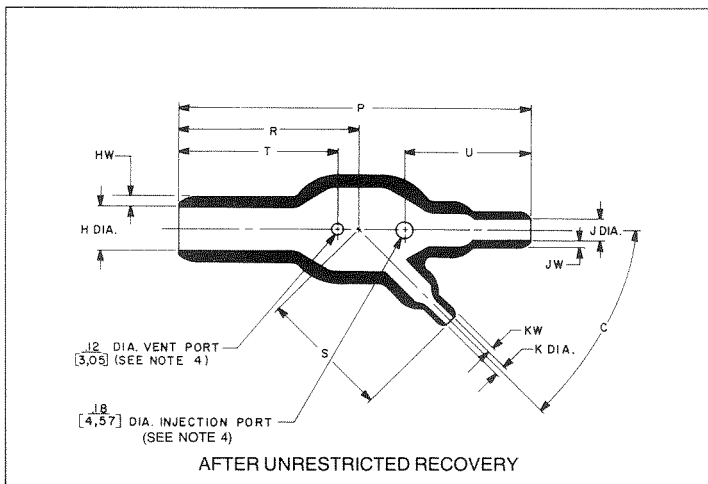 P
R
T
U
HW
H DIA.
J DIA.
JW
.12
[3,05] DIA. VENT PORT
(SEE NOTE 4)
S
KW
K DIA.
C
.18
[4,57] DIA. INJECTION PORT
(SEE NOTE 4)
AFTER UNRESTRICTED RECOVERY